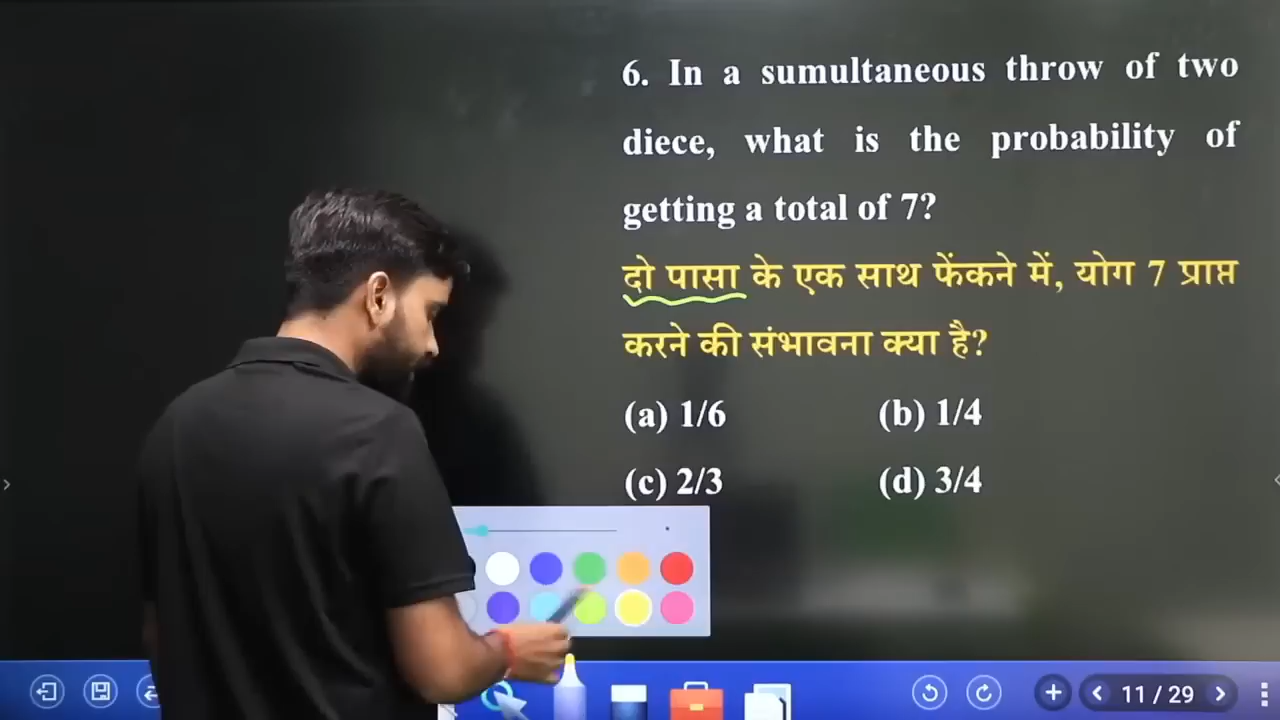 6. In a sumultaneous throw of two
diece, what is the probability of
getting a total of 7?
दो पासा के एक साथ फेंकने में, योग 7 प्राप्त
करने की संभावना क्या है?
(a) 1/6 (b) 1/4
(c) 2/3 (d) 3/4
11 / 29